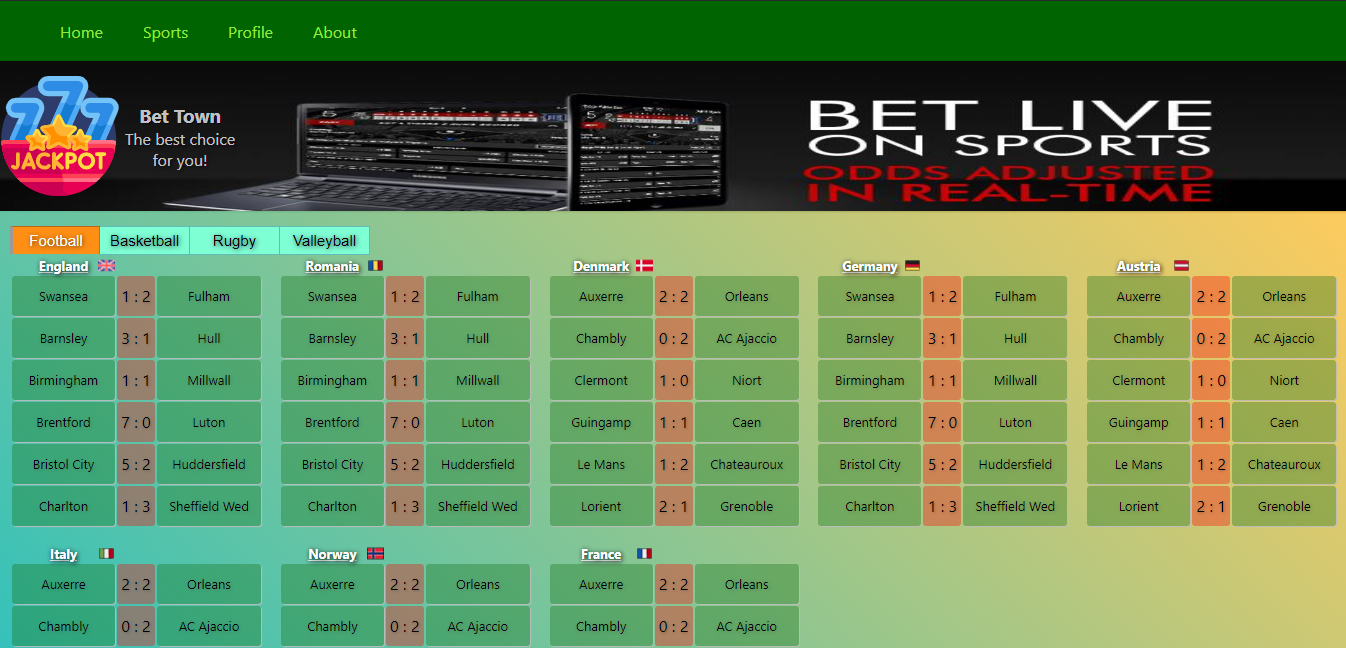 Home Sports Profile About
777
JACKPOT
Bet Town
The best choice
for you!
BET LIVE
ON SPORTS
ODDS ADJUSTED
IN REAL-TIME
Football Basketball Rugby Valleyball
England Romania Denmark Germany Austria
Swansea 1 : 2 Fulham Swansea 1 : 2 Fulham Auxerre 2 : 2 Orleans Swansea 1 : 2 Fulham Auxerre 2 : 2 Orleans
Barnsley 3 : 1 Hull Barnsley 3 : 1 Hull Chambly 0 : 2 AC Ajaccio Barnsley 3 : 1 Hull Chambly 0 : 2 AC Ajaccio
Birmingham 1 : 1 Millwall Birmingham 1 : 1 Millwall Clermont 1 : 0 Niort Birmingham 1 : 1 Millwall Clermont 1 : 0 Niort
Brentford 7 : 0 Luton Brentford 7 : 0 Luton Guingamp 1 : 1 Caen Brentford 7 : 0 Luton Guingamp 1 : 1 Caen
Bristol City 5 : 2 Huddersfield Bristol City 5 : 2 Huddersfield Le Mans 1 : 2 Chateauroux Bristol City 5 : 2 Huddersfield Le Mans 1 : 2 Chateauroux
Charlton 1 : 3 Sheffield Wed Charlton 1 : 3 Sheffield Wed Lorient 2 : 1 Grenoble Charlton 1 : 3 Sheffield Wed Lorient 2 : 1 Grenoble
Italy Norway France
Auxerre 2 : 2 Orleans Auxerre 2 : 2 Orleans Auxerre 2 : 2 Orleans
Chambly 0 : 2 AC Ajaccio Chambly 0 : 2 AC Ajaccio Chambly 0 : 2 AC Ajaccio